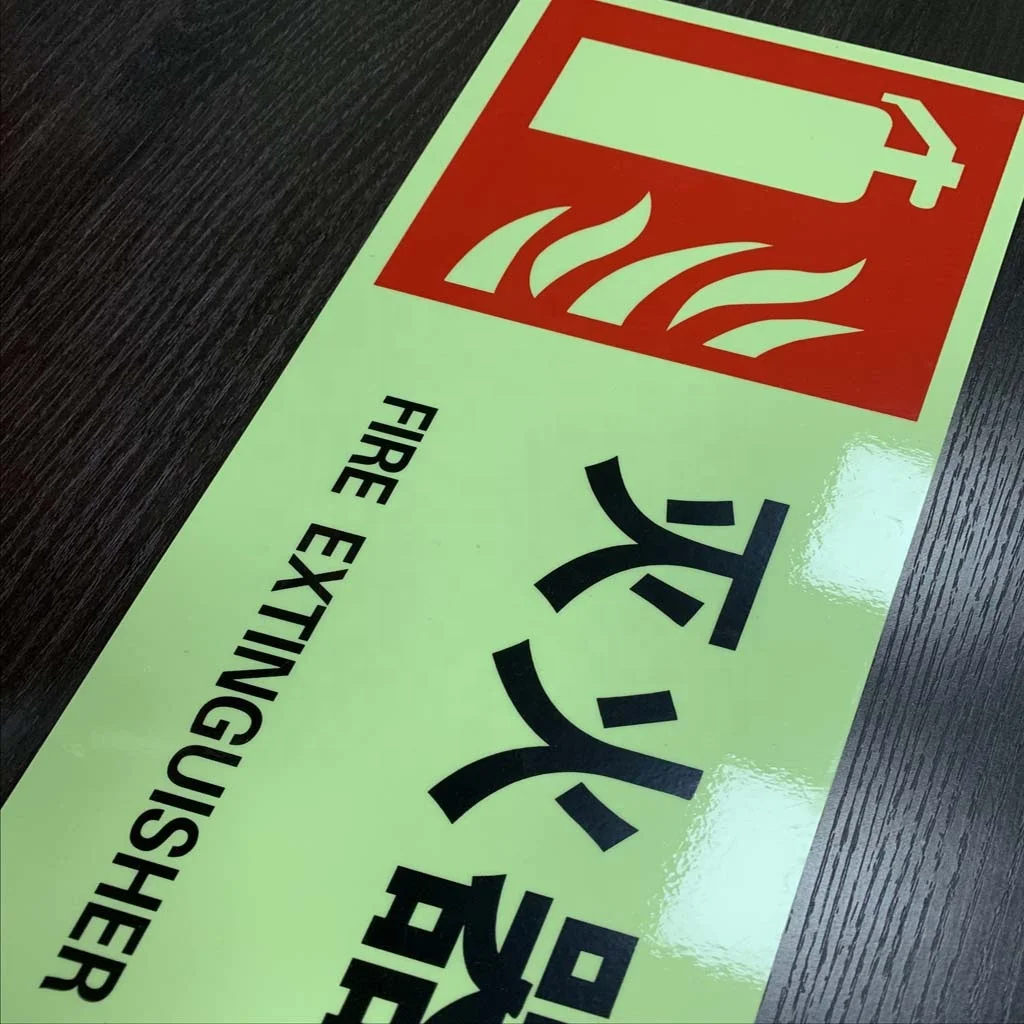 灭火器
FIRE EXTINGUISHER